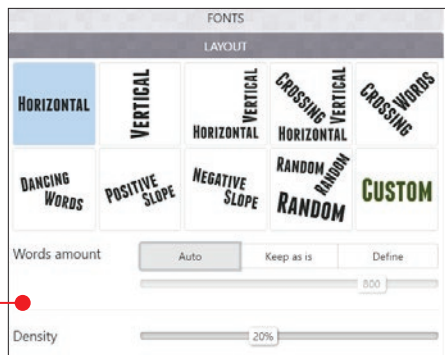 FONTS
LAYOUT
HORIZONTAL
VERTICAL
HORIZONTAL VERTICAL
CROSSING VERTICAL HORIZONTAL
CROSSING WORDS
DANCING WORDS
POSITIVE SLOPE
NEGATIVE SLOPE
RANDOM RANDOM RANDOM
CUSTOM
Words amount Auto Keep as is Define
800
Density 20%